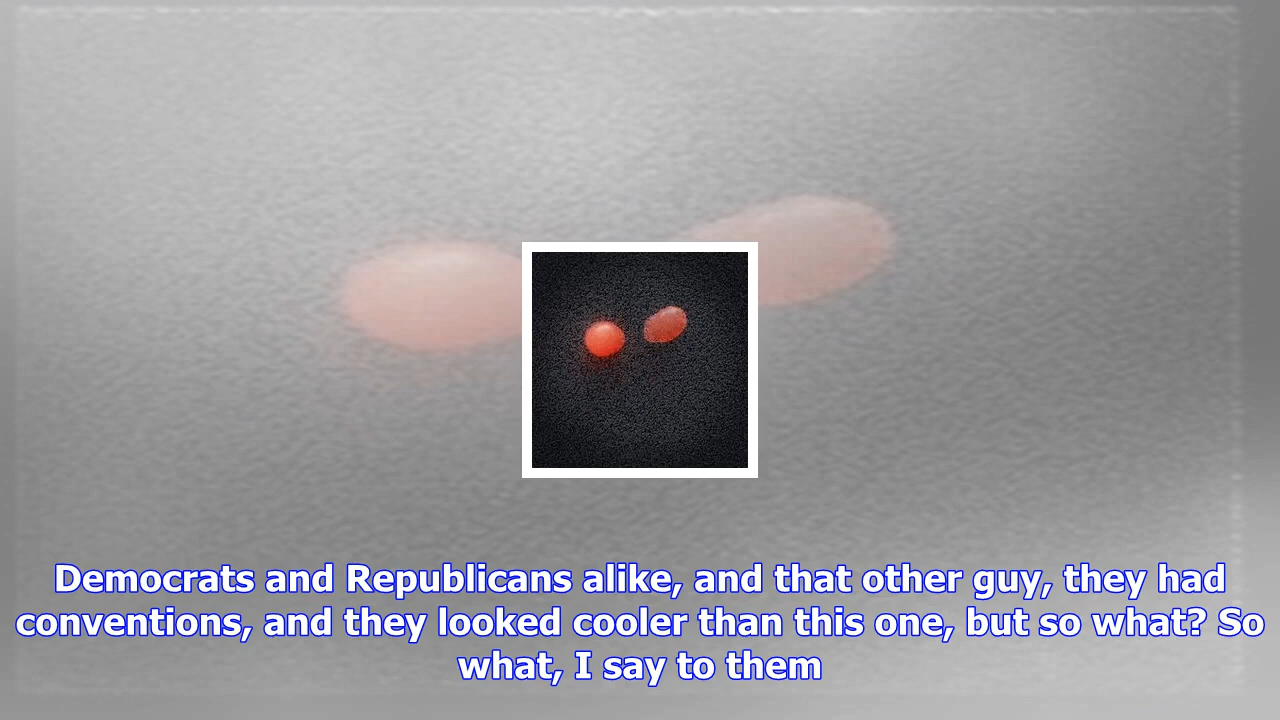 Democrats and Republicans alike, and that other guy, they had
conventions, and they looked cooler than this one, but so what? So
what, I say to them